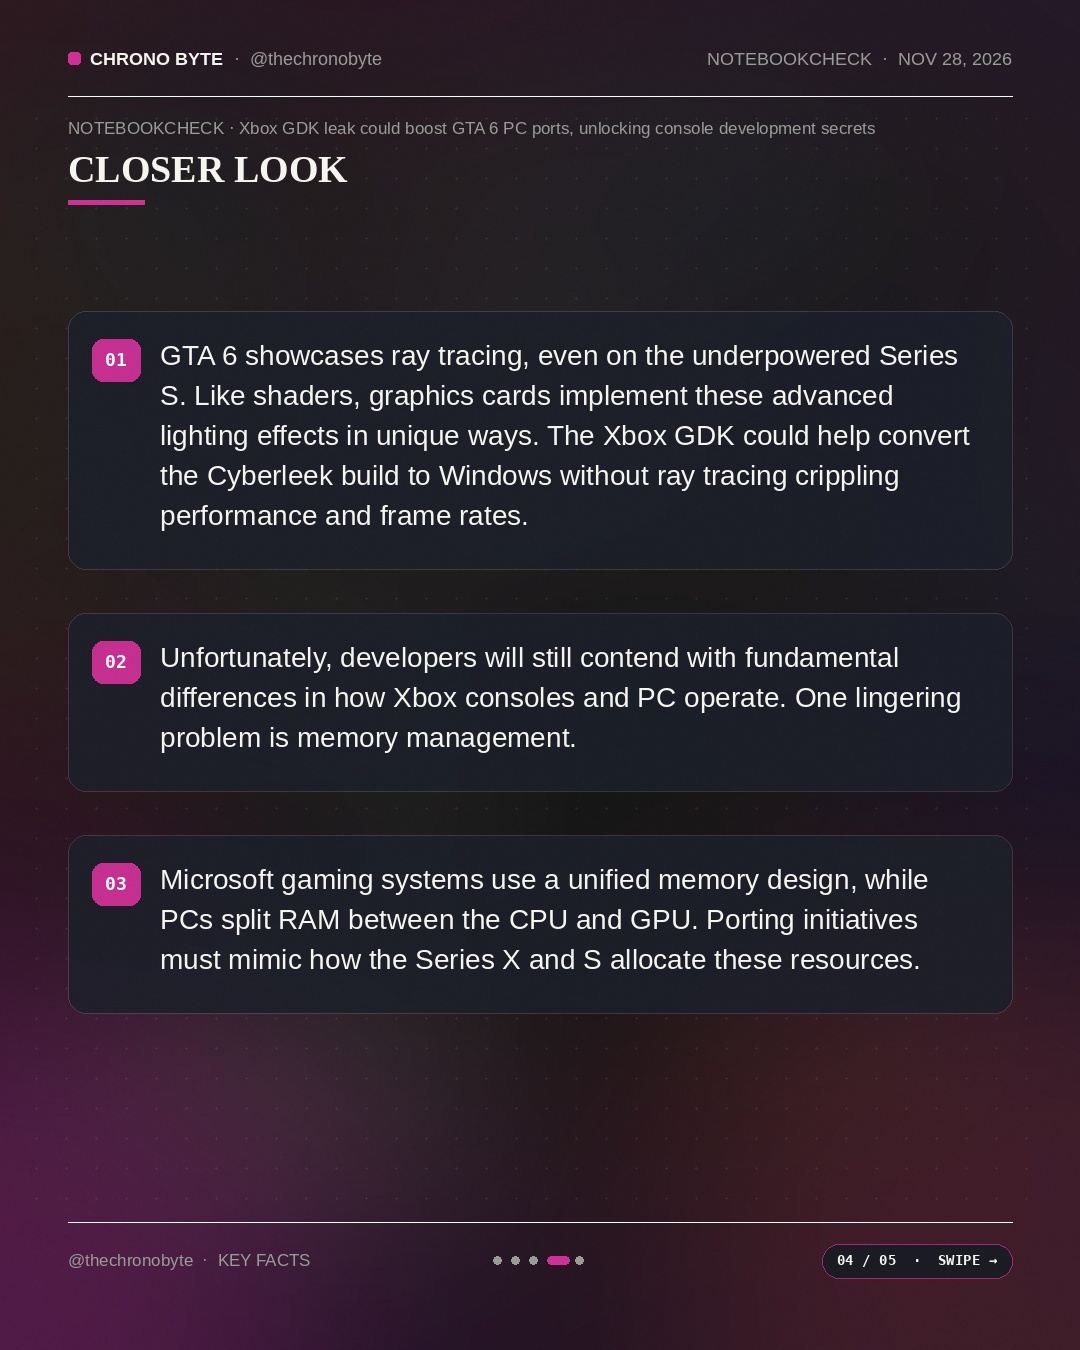 CHRONO BYTE · @thechronobyte
NOTEBOOKCHECK · NOV 28, 2026
NOTEBOOKCHECK · Xbox GDK leak could boost GTA 6 PC ports, unlocking console development secrets
CLOSER LOOK
01
GTA 6 showcases ray tracing, even on the underpowered Series
S. Like shaders, graphics cards implement these advanced
lighting effects in unique ways. The Xbox GDK could help convert
the Cyberleek build to Windows without ray tracing crippling
performance and frame rates.
02
Unfortunately, developers will still contend with fundamental
differences in how Xbox consoles and PC operate. One lingering
problem is memory management.
03
Microsoft gaming systems use a unified memory design, while
PCs split RAM between the CPU and GPU. Porting initiatives
must mimic how the Series X and S allocate these resources.
@thechronobyte · KEY FACTS
04 / 05 · SWIPE →